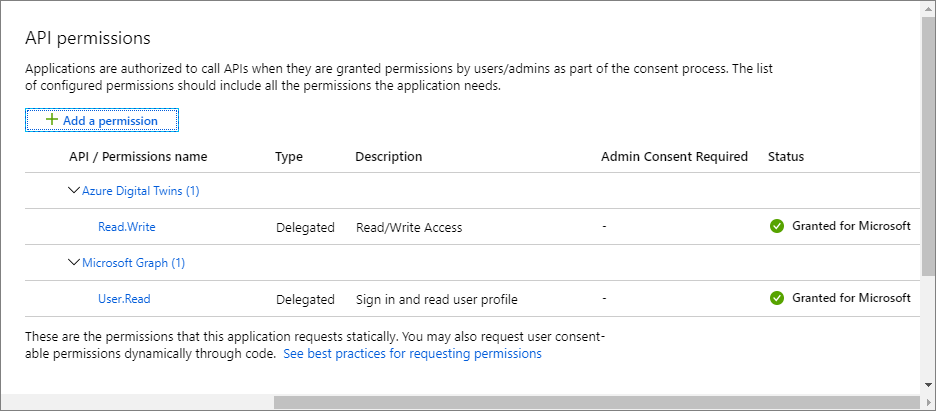 API permissions
Applications are authorized to call APIs when they are granted permissions by users/admins as part of the consent process. The list
of configured permissions should include all the permissions the application needs.
Add a permission
API / Permissions name Type Description Admin Consent Required Status
Azure Digital Twins (1)
Read.Write Delegated Read/Write Access - Granted for Microsoft
Microsoft Graph (1)
User.Read Delegated Sign in and read user profile - Granted for Microsoft
These are the permissions that this application requests statically. You may also request user consent-
able permissions dynamically through code. See best practices for requesting permissions